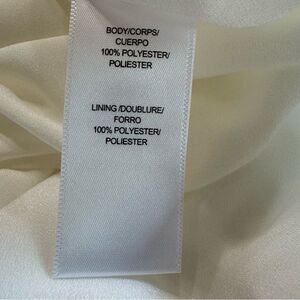 BODY/CORPS/
CUERPO
100% POLYESTER/
POLIESTER
LINING /DOUBLURE/
FORRO
100% POLYESTER/
POLIESTER